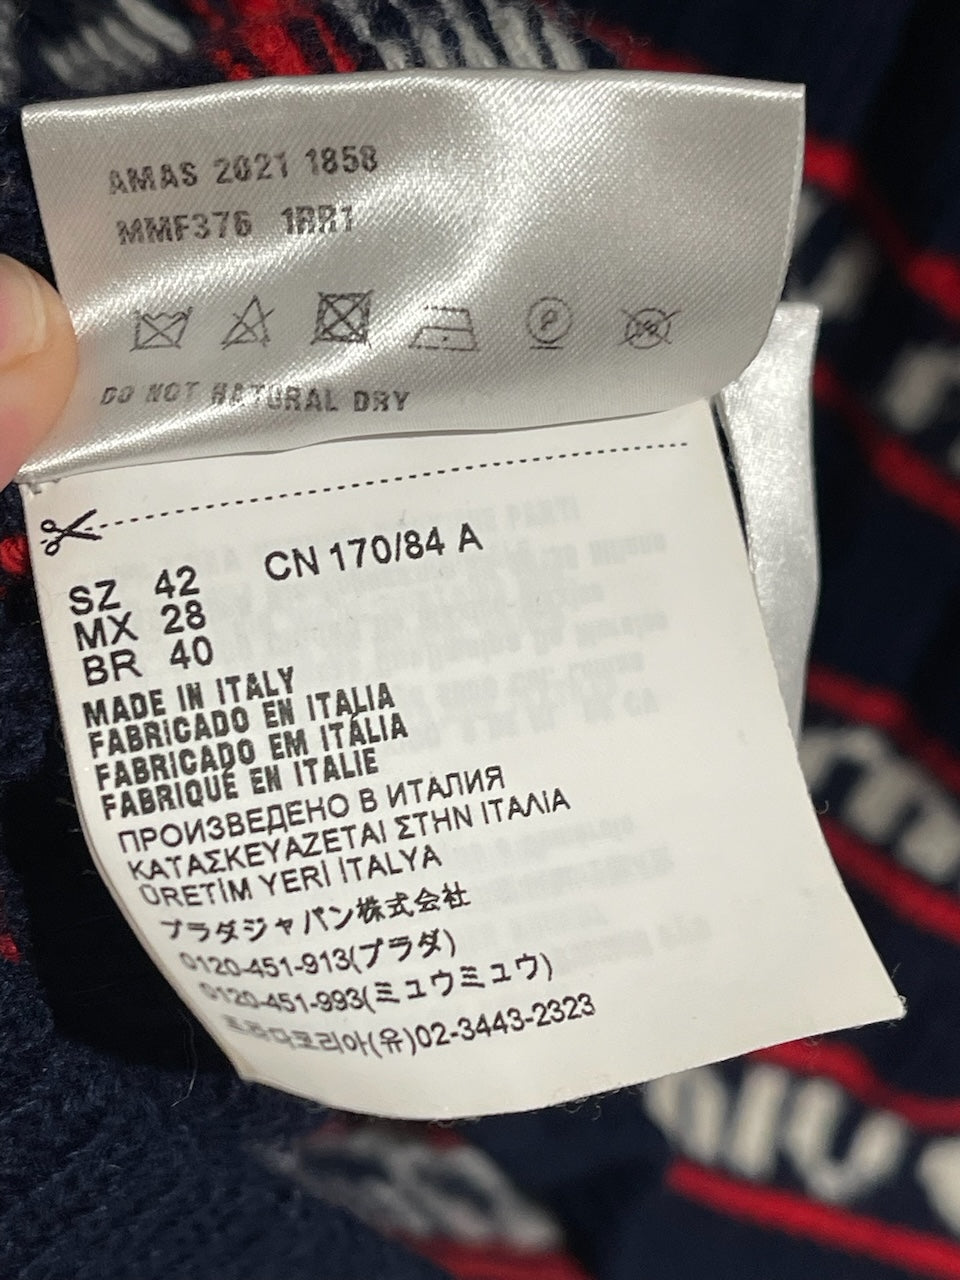 AMAS 2021 1858
MMF376 1RR1
DO NOT NATURAL DRY
SZ 42 CN 170/84 A
MX 28
BR 40
MADE IN ITALY
FABRICADO EN ITALIA
FABRICADO EM ITÁLIA
FABRIQUÉ EN ITALIE
ПРОИЗВЕДЕНО В ИТАЛИЯ
ΚΑΤΑΣΚΕΥΑΖΕΤΑΙ ΣΤΗΝ ΙΤΑΛΙΑ
ÜRETİM YERİ İTALYA
プラダジャパン株式会社
0120-451-913(プラダ)
0120-451-993(ミュウミュウ)
프라다코리아(유)02-3443-2323